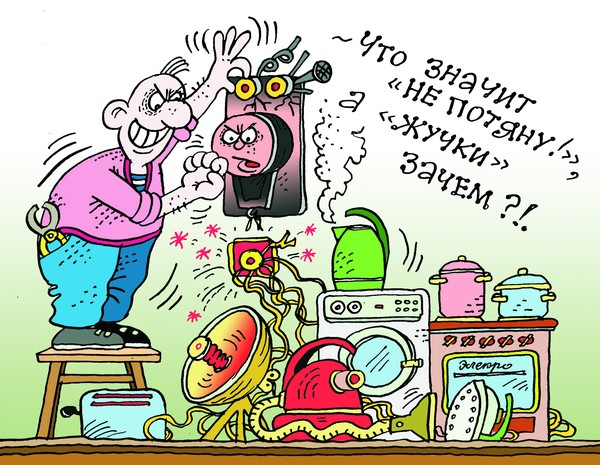 ~ ЧТО ЗНАЧИТ
"НЕ ПОТЯНУ!",
а "ЖУЧКИ"
ЗАЧЕМ?!.
Электро